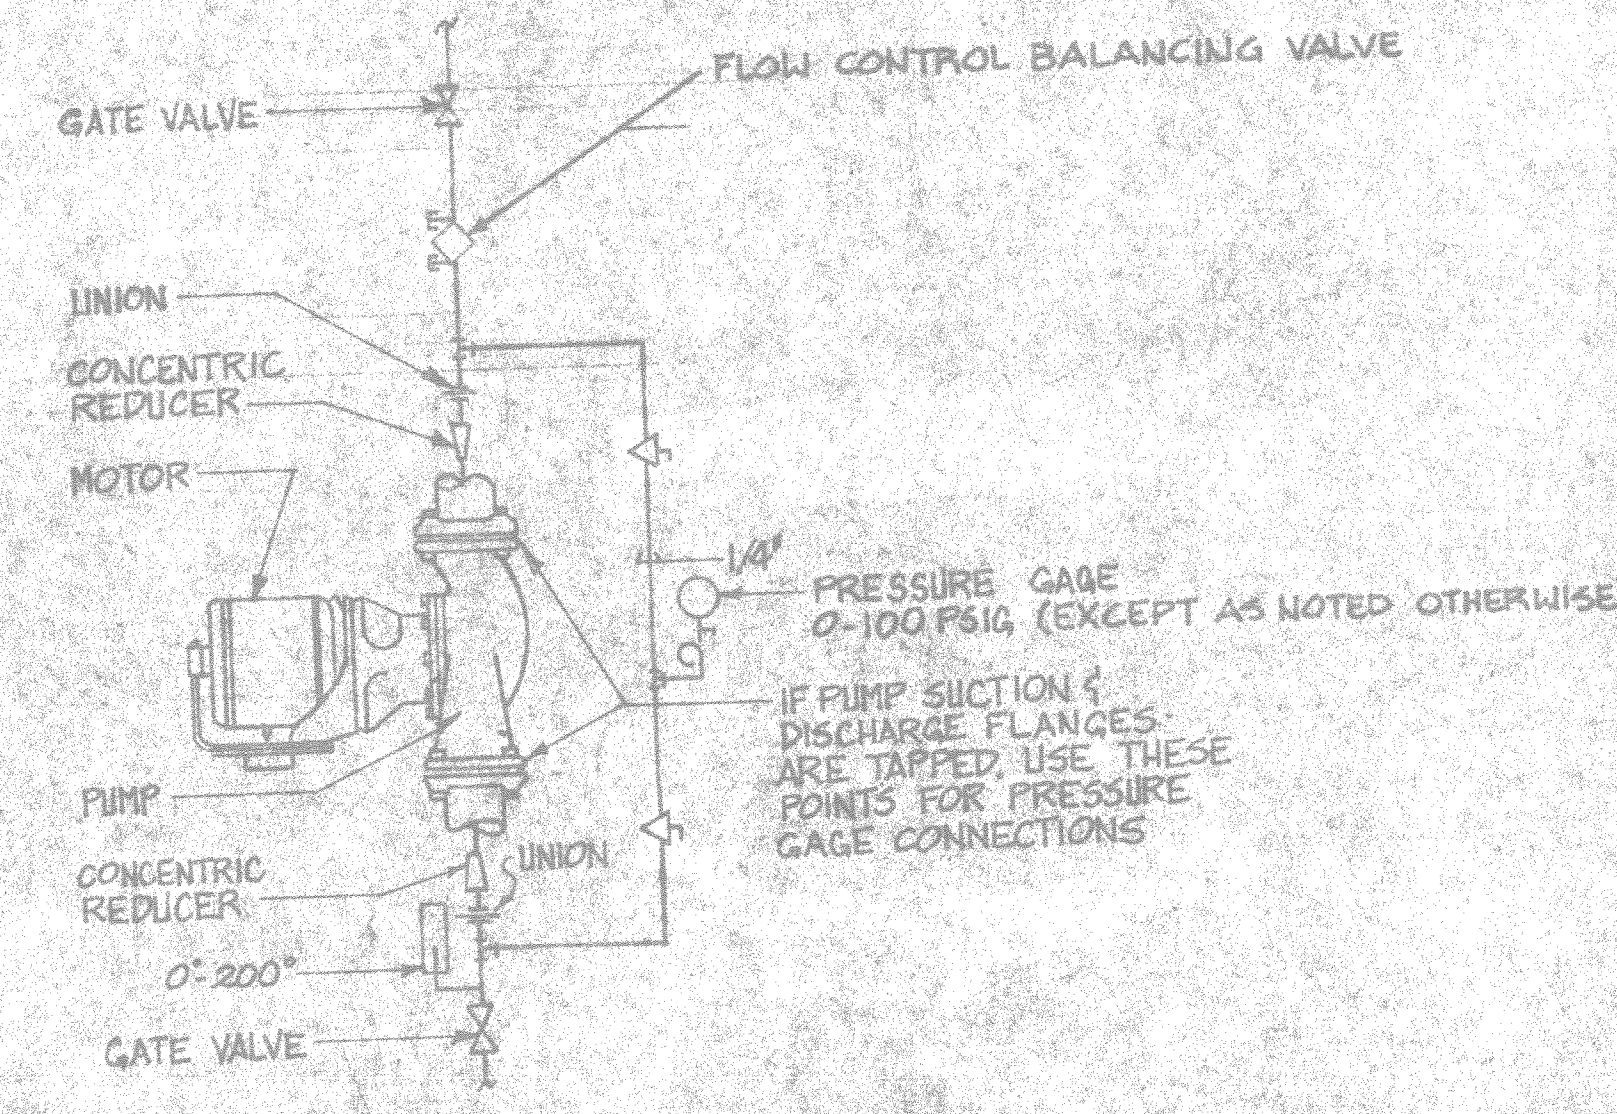 FLOW CONTROL BALANCING VALVE
GATE VALVE
UNION
CONCENTRIC
REDUCER
MOTOR
1/4"
PRESSURE GAGE
0-100 PSIG (EXCEPT AS NOTED OTHERWISE
IF PUMP SUCTION &
DISCHARGE FLANGES
ARE TAPPED, USE THESE
POINTS FOR PRESSURE
GAGE CONNECTIONS
PUMP
UNION
CONCENTRIC
REDUCER
0°-200°
GATE VALVE